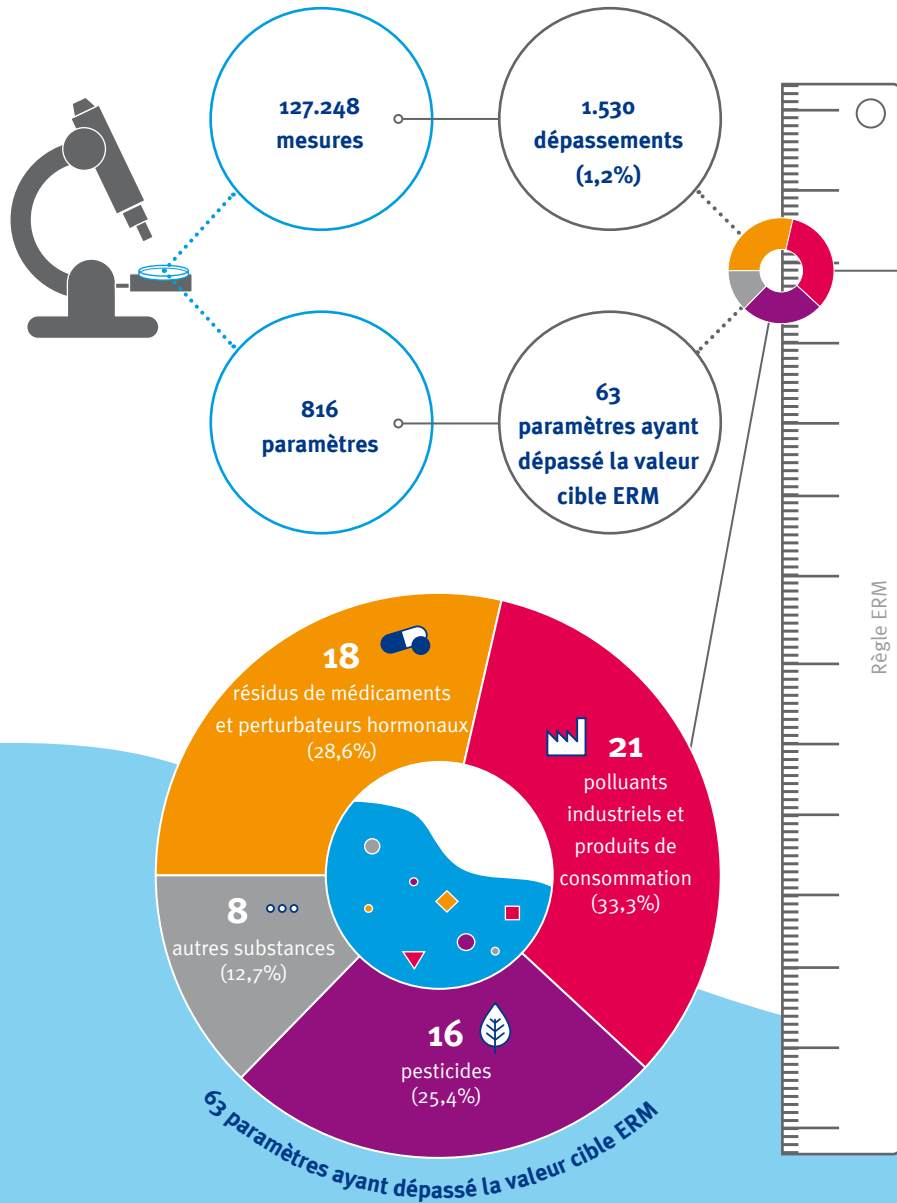 127.248
mesures
1.530
dépassements
(1,2%)
816
paramètres
63
paramètres ayant
dépassé la valeur
cible ERM
Règle ERM
18
résidus de médicaments
et perturbateurs hormonaux
(28,6%)
21
polluants
industriels et
produits de
consommation
(33,3%)
8
autres substances
(12,7%)
16
pesticides
(25,4%)
63 paramètres ayant dépassé la valeur cible ERM